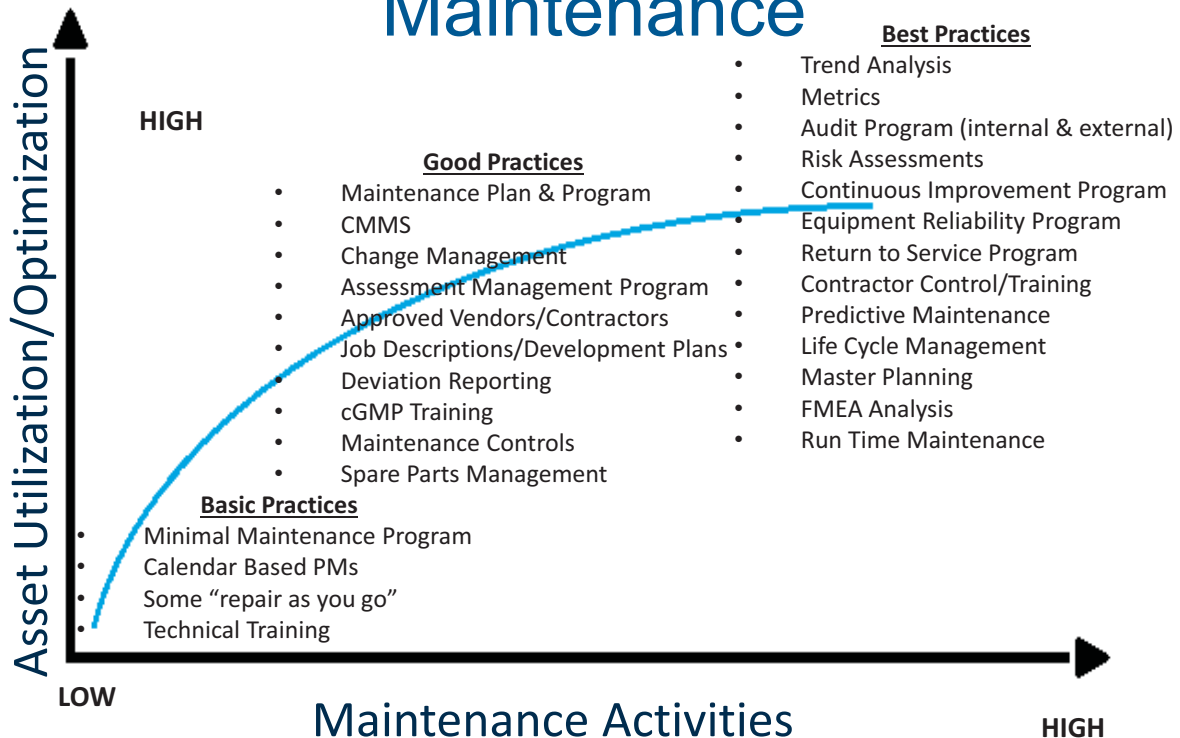 Maintenance
Asset Utilization/Optimization
HIGH
Best Practices
• Trend Analysis
• Metrics
• Audit Program (internal & external)
• Risk Assessments
• Continuous Improvement Program
• Equipment Reliability Program
• Return to Service Program
• Contractor Control/Training
• Predictive Maintenance
• Life Cycle Management
• Master Planning
• FMEA Analysis
• Run Time Maintenance
Good Practices
• Maintenance Plan & Program
• CMMS
• Change Management
• Assessment Management Program
• Approved Vendors/Contractors
• Job Descriptions/Development Plans
• Deviation Reporting
• cGMP Training
• Maintenance Controls
• Spare Parts Management
Basic Practices
• Minimal Maintenance Program
• Calendar Based PMs
• Some “repair as you go”
• Technical Training
LOW
Maintenance Activities
HIGH